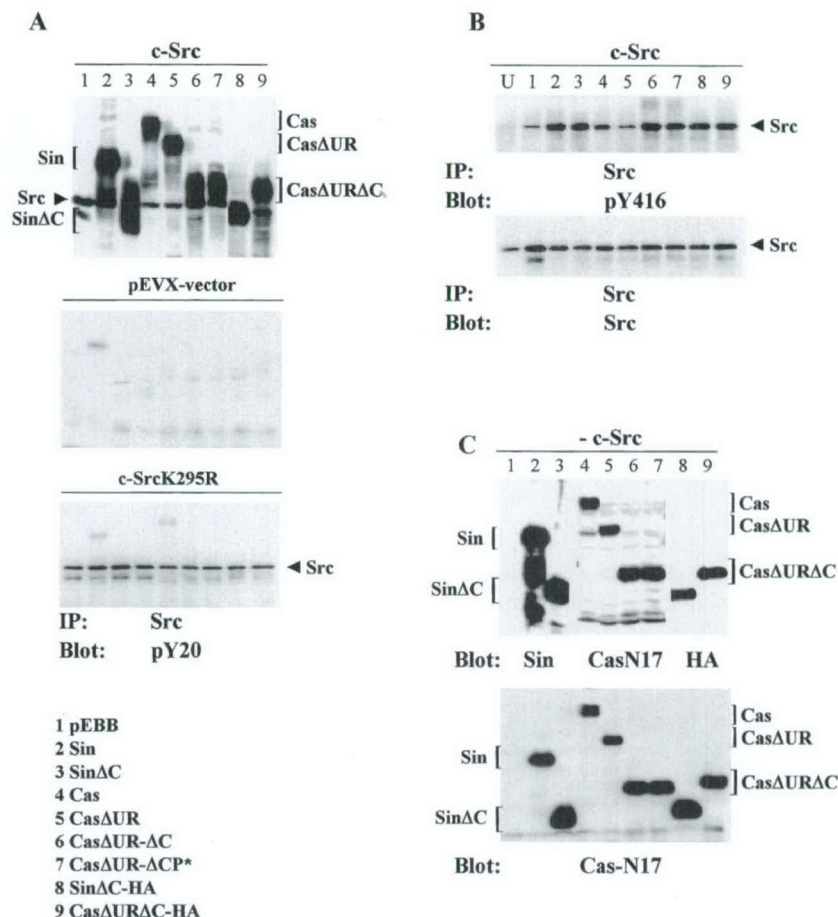 A
c-Src
1 2 3 4 5 6 7 8 9
Cas
CasΔUR
Sin
CasΔURΔC
Src
SinΔC
pEVX-vector
c-SrcK295R
Src
IP: Src
Blot: pY20
1 pEBB
2 Sin
3 SinΔC
4 Cas
5 CasΔUR
6 CasΔUR-ΔC
7 CasΔUR-ΔCP*
8 SinΔC-HA
9 CasΔURΔC-HA
B
c-Src
U 1 2 3 4 5 6 7 8 9
Src
IP: Src
Blot: pY416
Src
IP: Src
Blot: Src
C
- c-Src
1 2 3 4 5 6 7 8 9
Cas
CasΔUR
Sin
CasΔURΔC
SinΔC
Blot: Sin CasN17 HA
Cas
CasΔUR
Sin
CasΔURΔC
SinΔC
Blot: Cas-N17